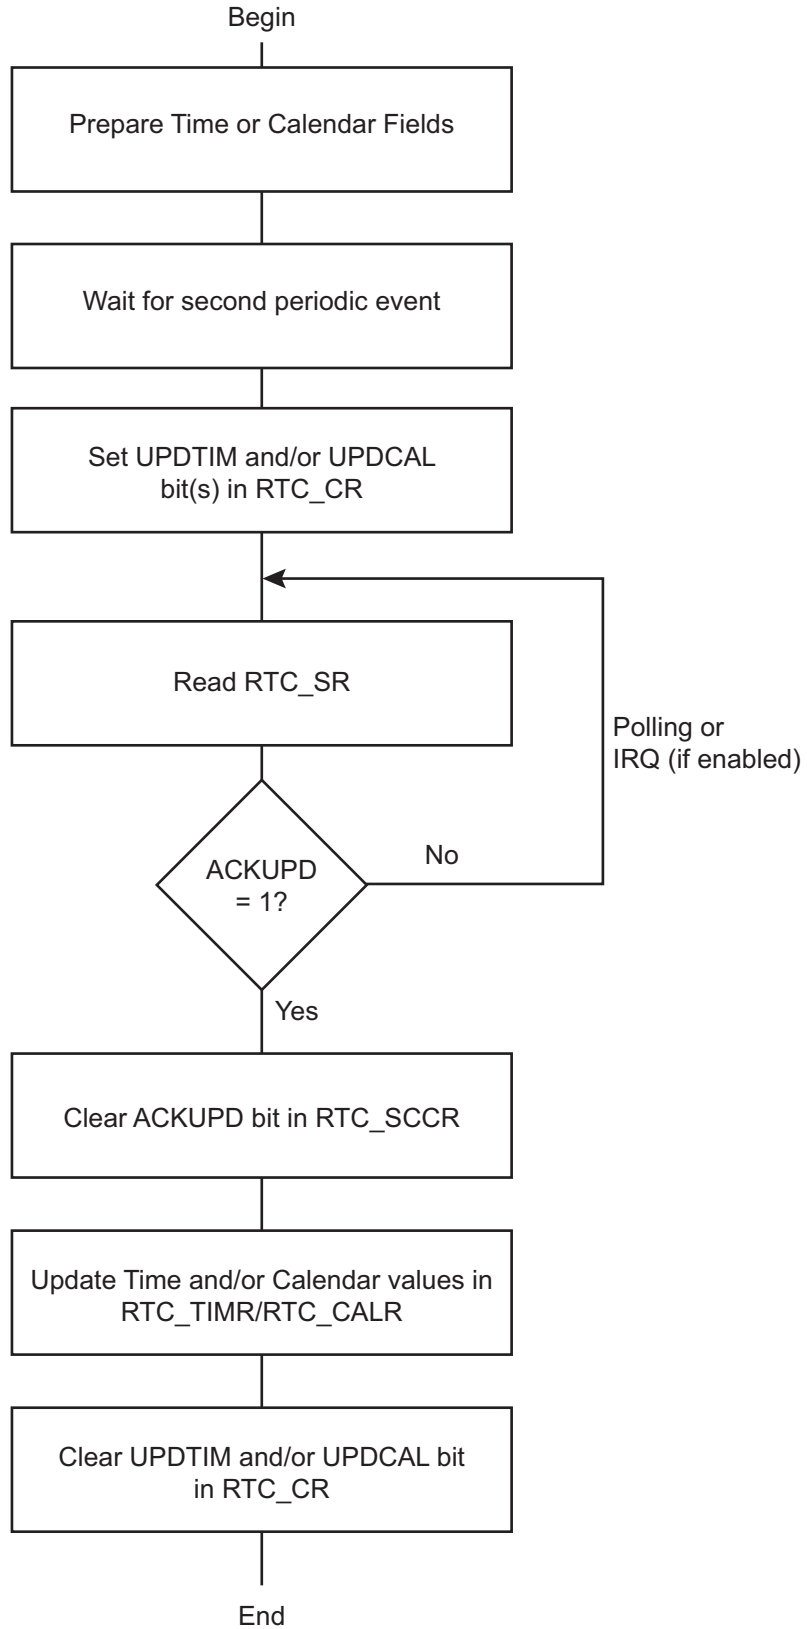 Begin
Prepare Time or Calendar Fields
Wait for second periodic event
Set UPDTIM and/or UPDCAL
bit(s) in RTC_CR
Read RTC_SR
Polling or
IRQ (if enabled)
ACKUPD
= 1?
No
Yes
Clear ACKUPD bit in RTC_SCCR
Update Time and/or Calendar values in
RTC_TIMR/RTC_CALR
Clear UPDTIM and/or UPDCAL bit
in RTC_CR
End